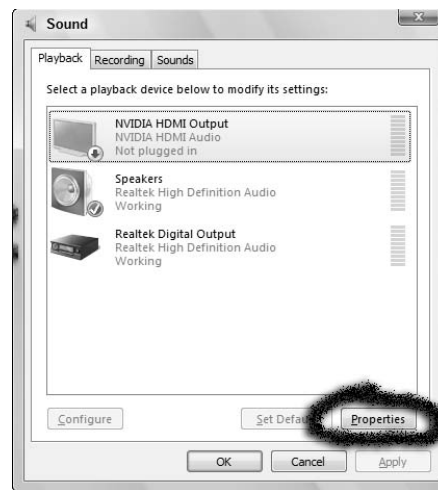 Sound
Playback Recording Sounds
Select a playback device below to modify its settings:
NVIDIA HDMI Output
NVIDIA HDMI Audio
Not plugged in
Speakers
Realtek High Definition Audio
Working
Realtek Digital Output
Realtek High Definition Audio
Working
Configure Set Defau Properties
OK Cancel Apply